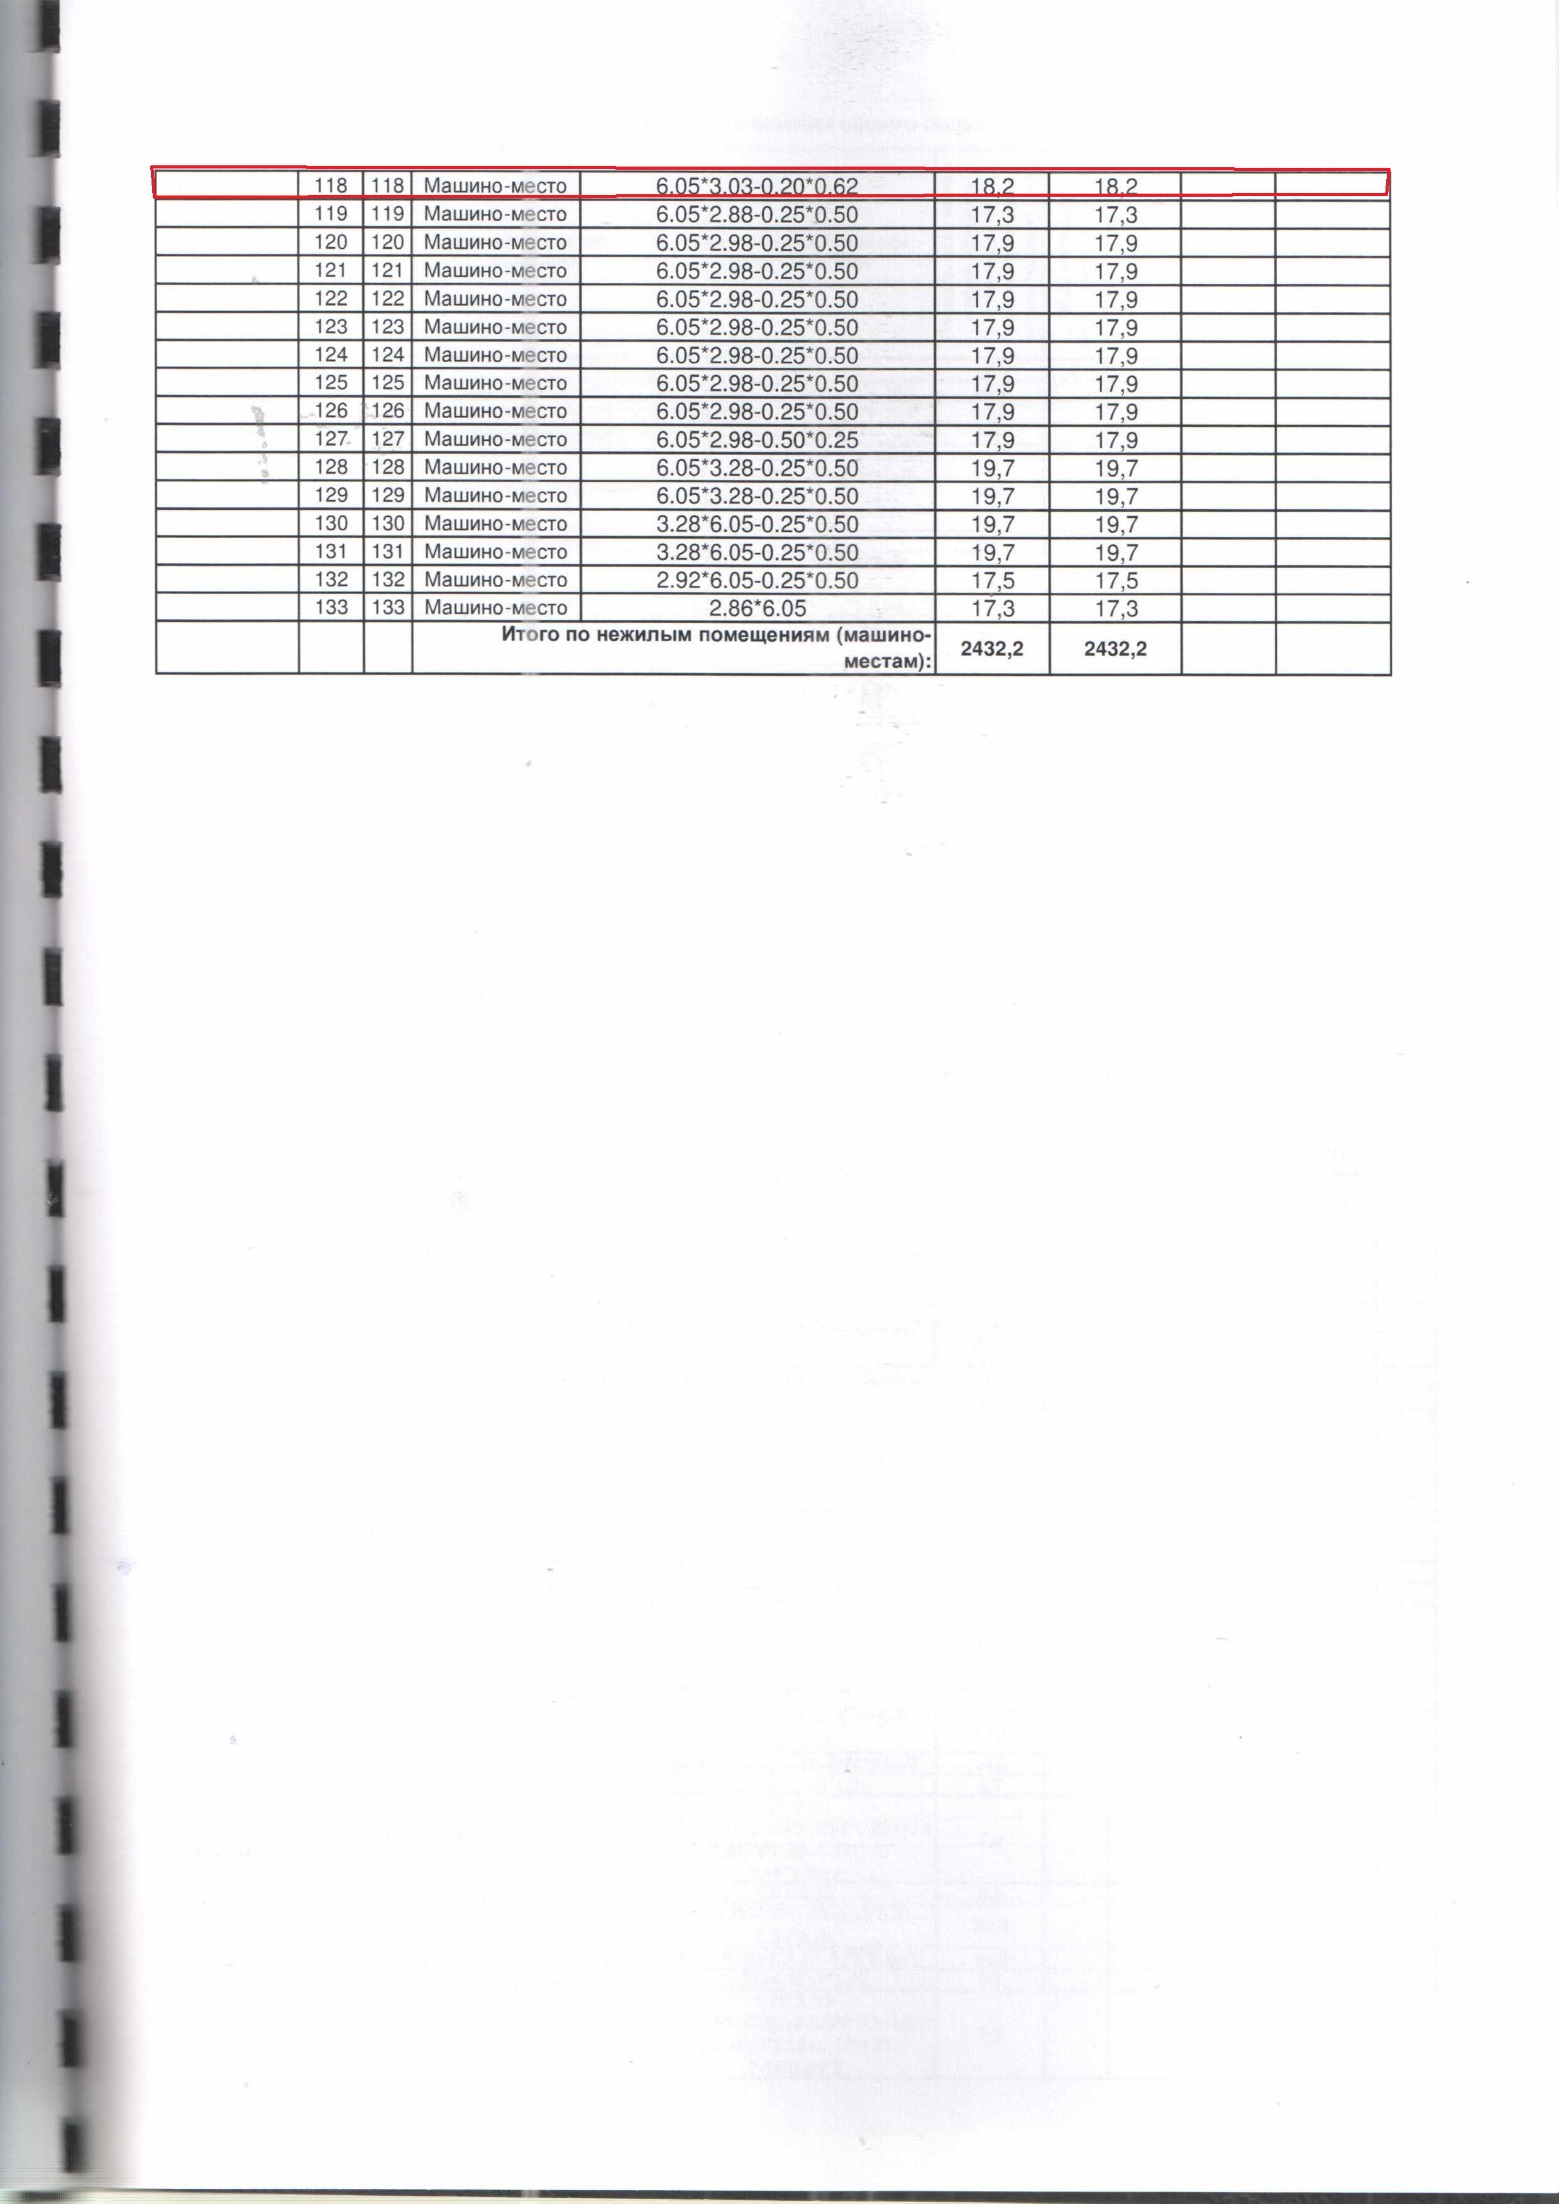 118 118 Машино-место 6.05*3.03-0.20*0.62 18,2 18,2
119 119 Машино-место 6.05*2.88-0.25*0.50 17,3 17,3
120 120 Машино-место 6.05*2.98-0.25*0.50 17,9 17,9
121 121 Машино-место 6.05*2.98-0.25*0.50 17,9 17,9
122 122 Машино-место 6.05*2.98-0.25*0.50 17,9 17,9
123 123 Машино-место 6.05*2.98-0.25*0.50 17,9 17,9
124 124 Машино-место 6.05*2.98-0.25*0.50 17,9 17,9
125 125 Машино-место 6.05*2.98-0.25*0.50 17,9 17,9
126 126 Машино-место 6.05*2.98-0.25*0.50 17,9 17,9
127 127 Машино-место 6.05*2.98-0.50*0.25 17,9 17,9
128 128 Машино-место 6.05*3.28-0.25*0.50 19,7 19,7
129 129 Машино-место 6.05*3.28-0.25*0.50 19,7 19,7
130 130 Машино-место 3.28*6.05-0.25*0.50 19,7 19,7
131 131 Машино-место 3.28*6.05-0.25*0.50 19,7 19,7
132 132 Машино-место 2.92*6.05-0.25*0.50 17,5 17,5
133 133 Машино-место 2.86*6.05 17,3 17,3
Итого по нежилым помещениям (машино-
местам): 2432,2 2432,2